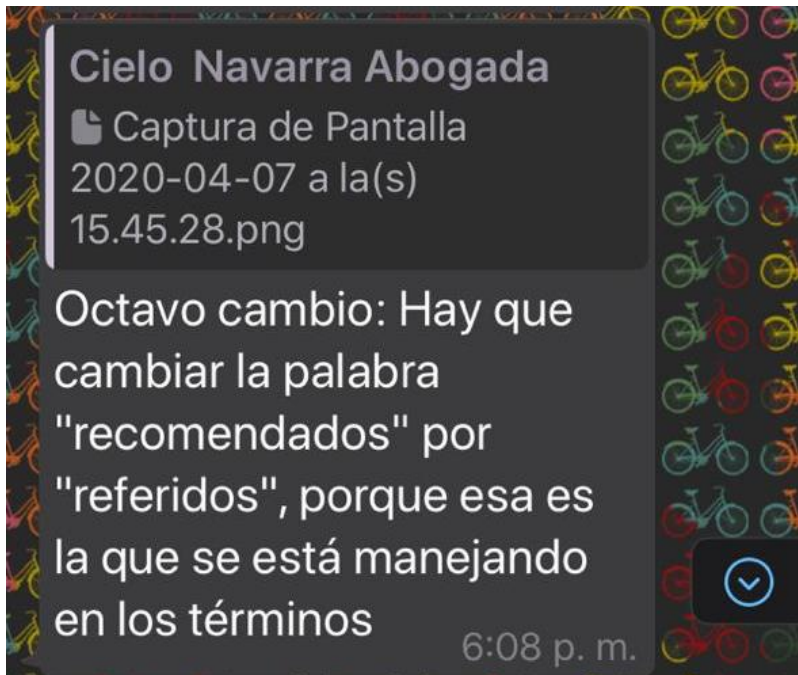 Cielo Navarra Abogada
Captura de Pantalla
2020-04-07 a la(s)
15.45.28.png
Octavo cambio: Hay que
cambiar la palabra
"recomendados" por
"referidos", porque esa es
la que se está manejando
en los términos
6:08 p. m.